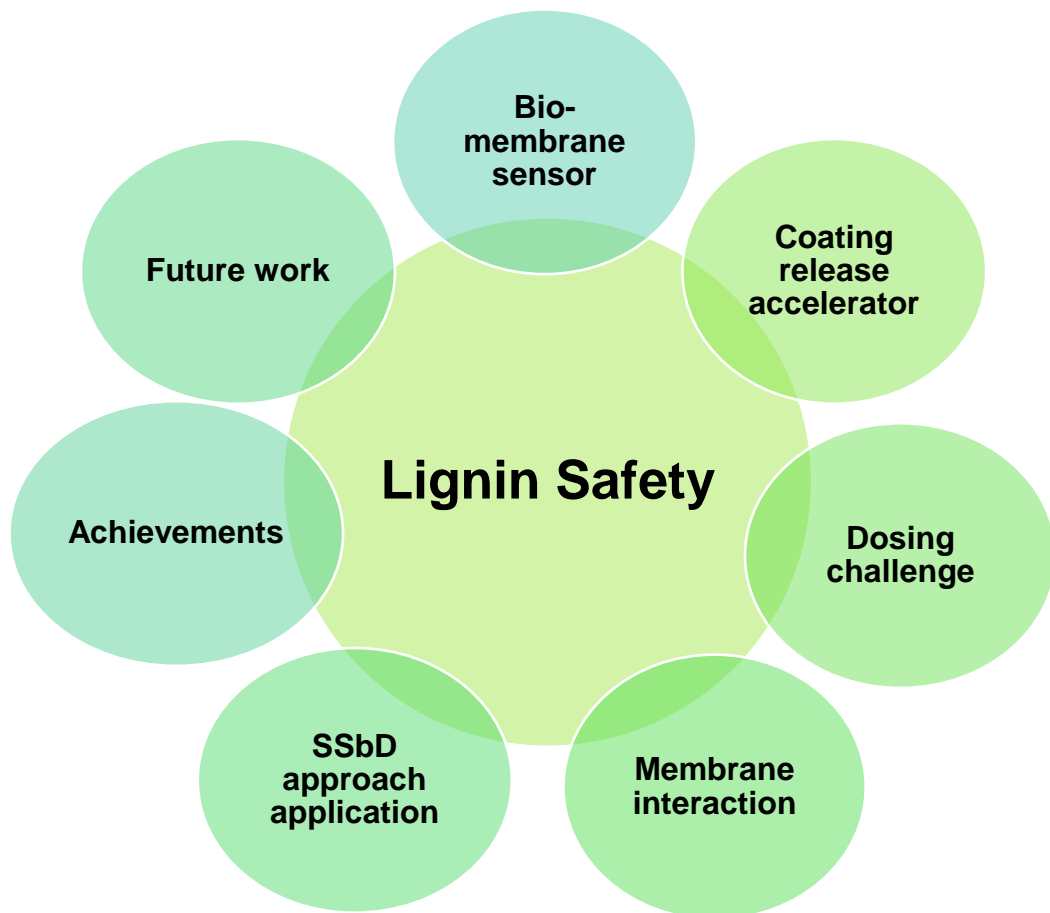 Bio-
membrane
sensor
Coating
release
accelerator
Future work
Lignin Safety
Achievements
Dosing
challenge
SSbD
approach
application
Membrane
interaction